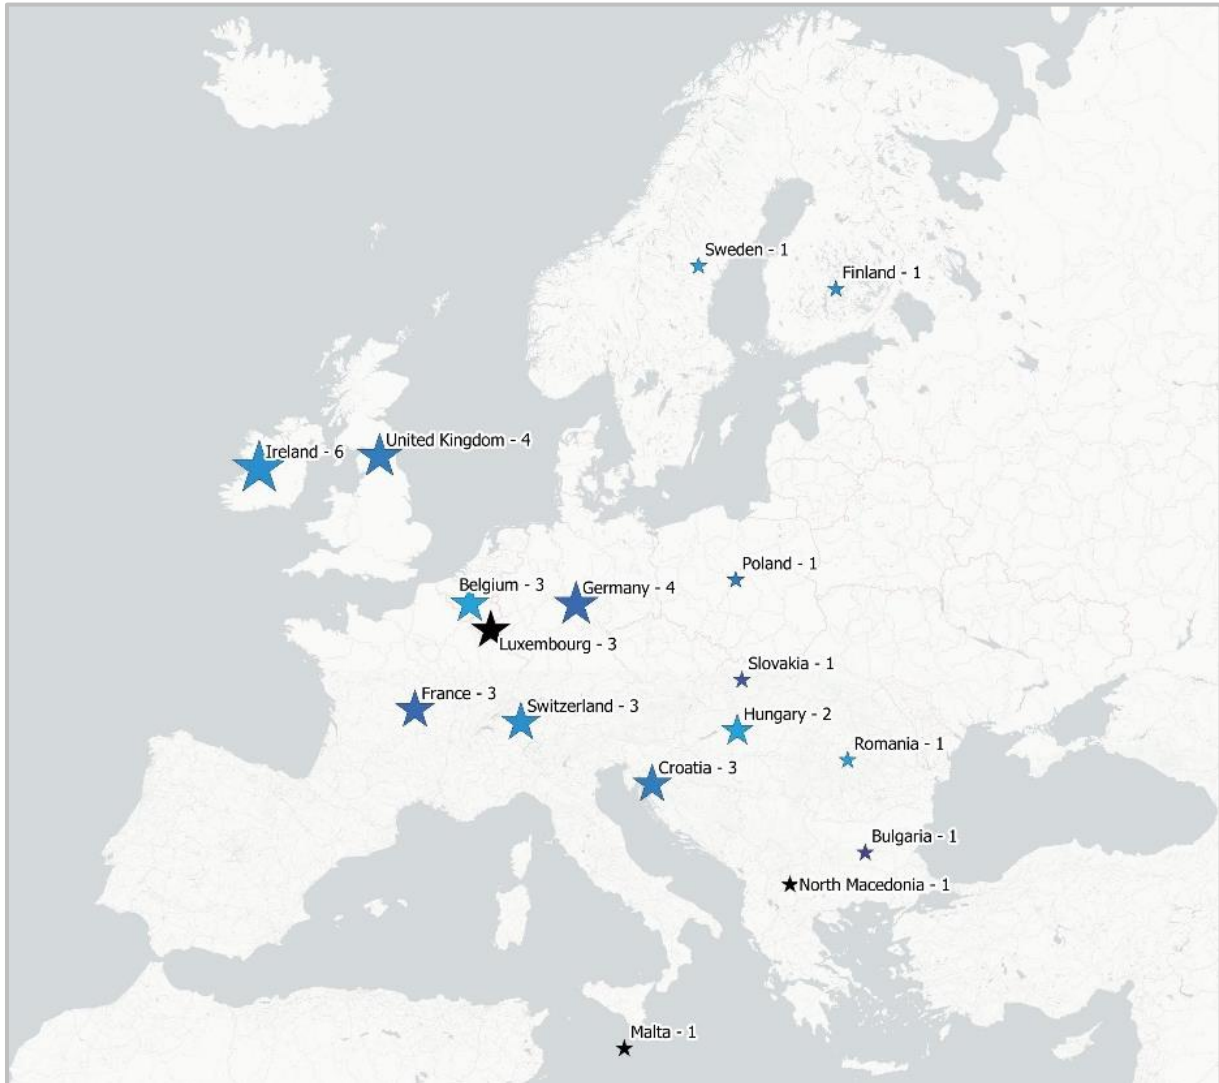 Sweden - 1
Finland - 1
United Kingdom - 4
Ireland - 6
Poland - 1
Belgium - 3
Germany - 4
Luxembourg - 3
Slovakia - 1
France - 3
Switzerland - 3
Hungary - 2
Romania - 1
Croatia - 3
Bulgaria - 1
North Macedonia - 1
Malta - 1